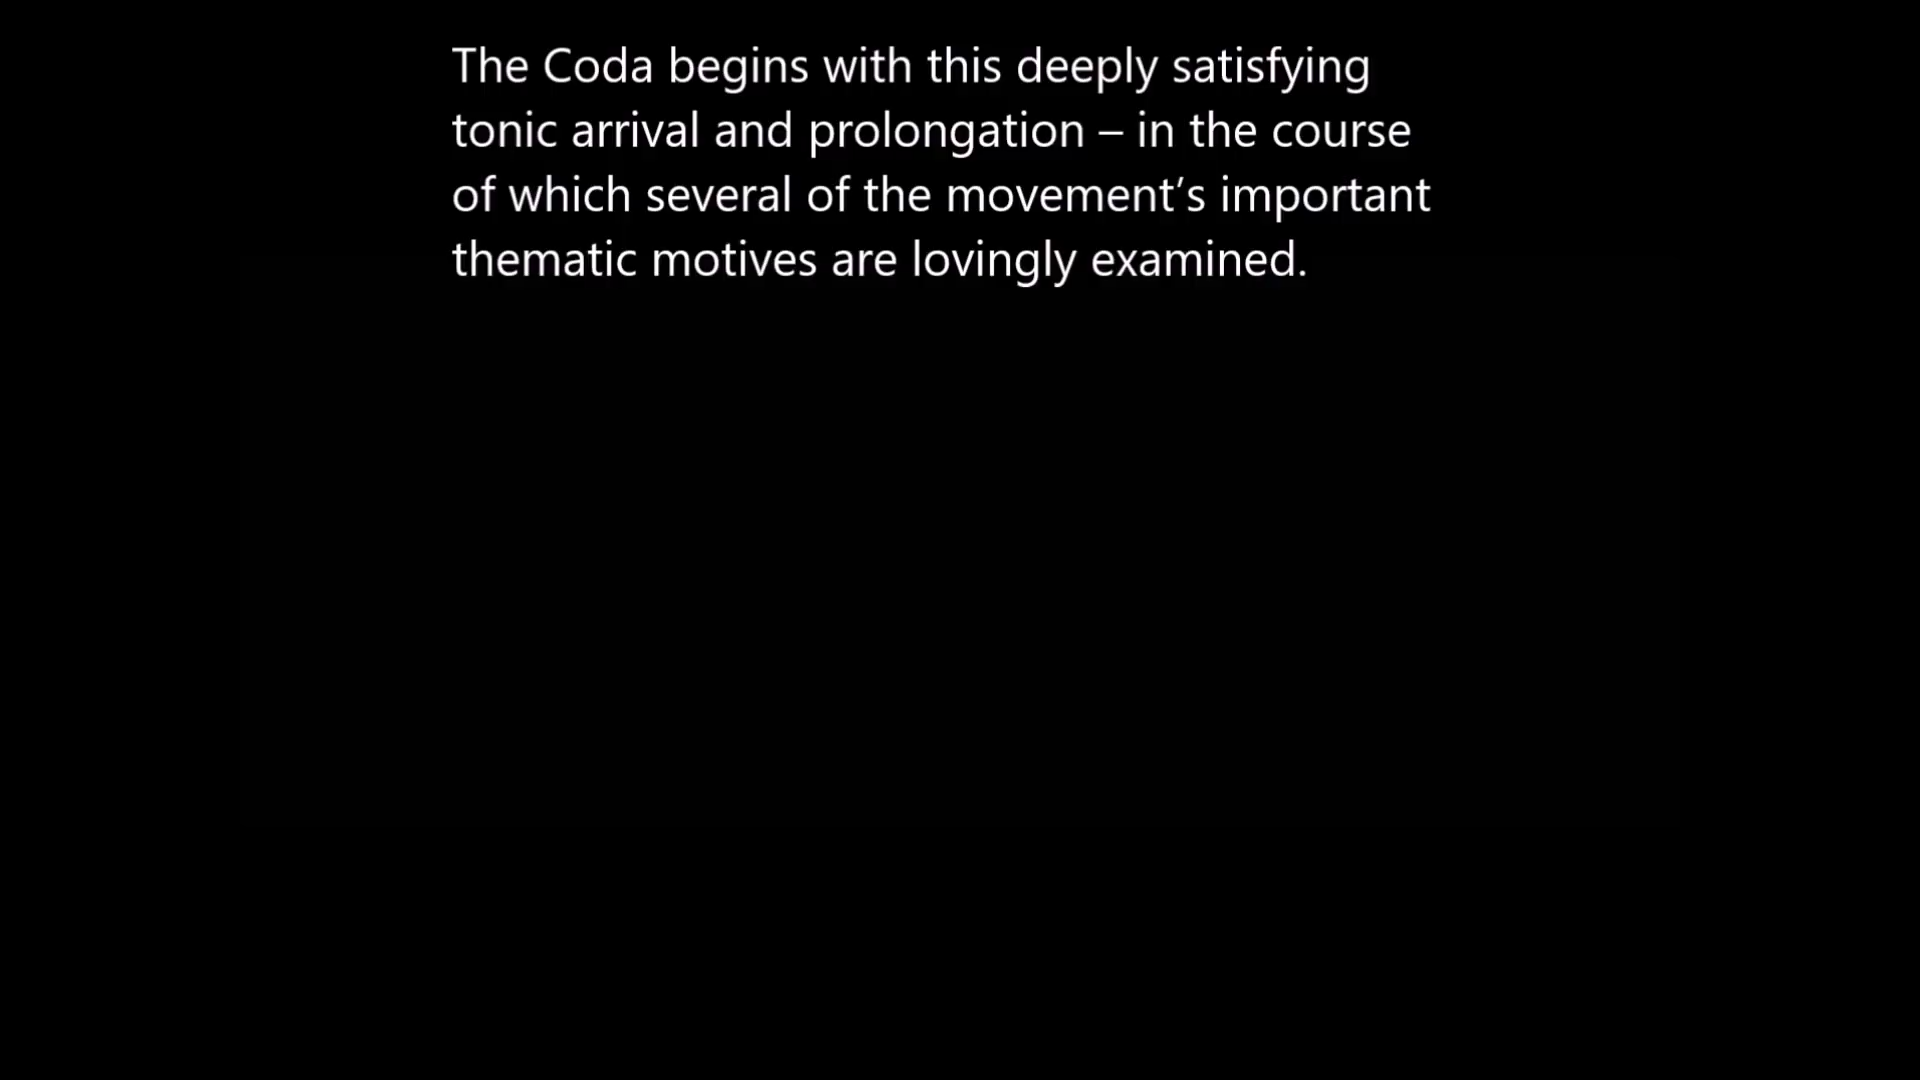 The Coda begins with this deeply satisfying
tonic arrival and prolongation – in the course
of which several of the movement’s important
thematic motives are lovingly examined.